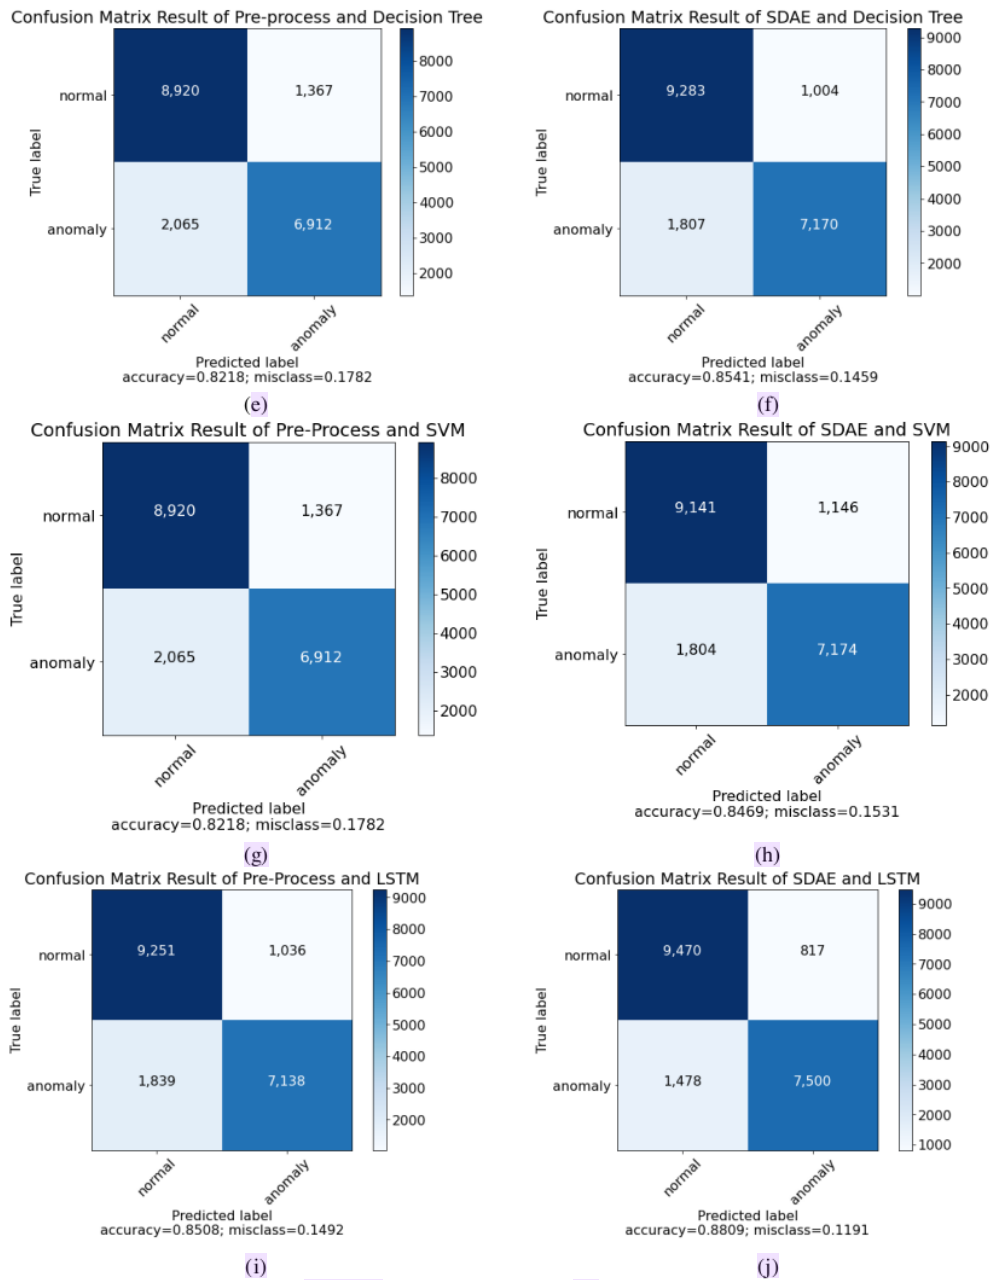 Confusion Matrix Result of Pre-process and Decision Tree
8000
7000
6000
5000
4000
3000
2000
True label
normal
8,920
1,367
anomaly
2,065
6,912
normal
anomaly
Predicted label
accuracy=0.8218; misclass=0.1782
(e)
Confusion Matrix Result of SDAE and Decision Tree
9000
8000
7000
6000
5000
4000
3000
2000
True label
normal
9,283
1,004
anomaly
1,807
7,170
normal
anomaly
Predicted label
accuracy=0.8541; misclass=0.1459
(f)
Confusion Matrix Result of Pre-Process and SVM
8000
7000
6000
5000
4000
3000
2000
True label
normal
8,920
1,367
anomaly
2,065
6,912
normal
anomaly
Predicted label
accuracy=0.8218; misclass=0.1782
(g)
Confusion Matrix Result of SDAE and SVM
9000
8000
7000
6000
5000
4000
3000
2000
True label
normal
9,141
1,146
anomaly
1,804
7,174
normal
anomaly
Predicted label
accuracy=0.8469; misclass=0.1531
(h)
Confusion Matrix Result of Pre-Process and LSTM
9000
8000
7000
6000
5000
4000
3000
2000
True label
normal
9,251
1,036
anomaly
1,839
7,138
normal
anomaly
Predicted label
accuracy=0.8508; misclass=0.1492
(i)
Confusion Matrix Result of SDAE and LSTM
9000
8000
7000
6000
5000
4000
3000
2000
1000
True label
normal
9,470
817
anomaly
1,478
7,500
normal
anomaly
Predicted label
accuracy=0.8809; misclass=0.1191
(j)